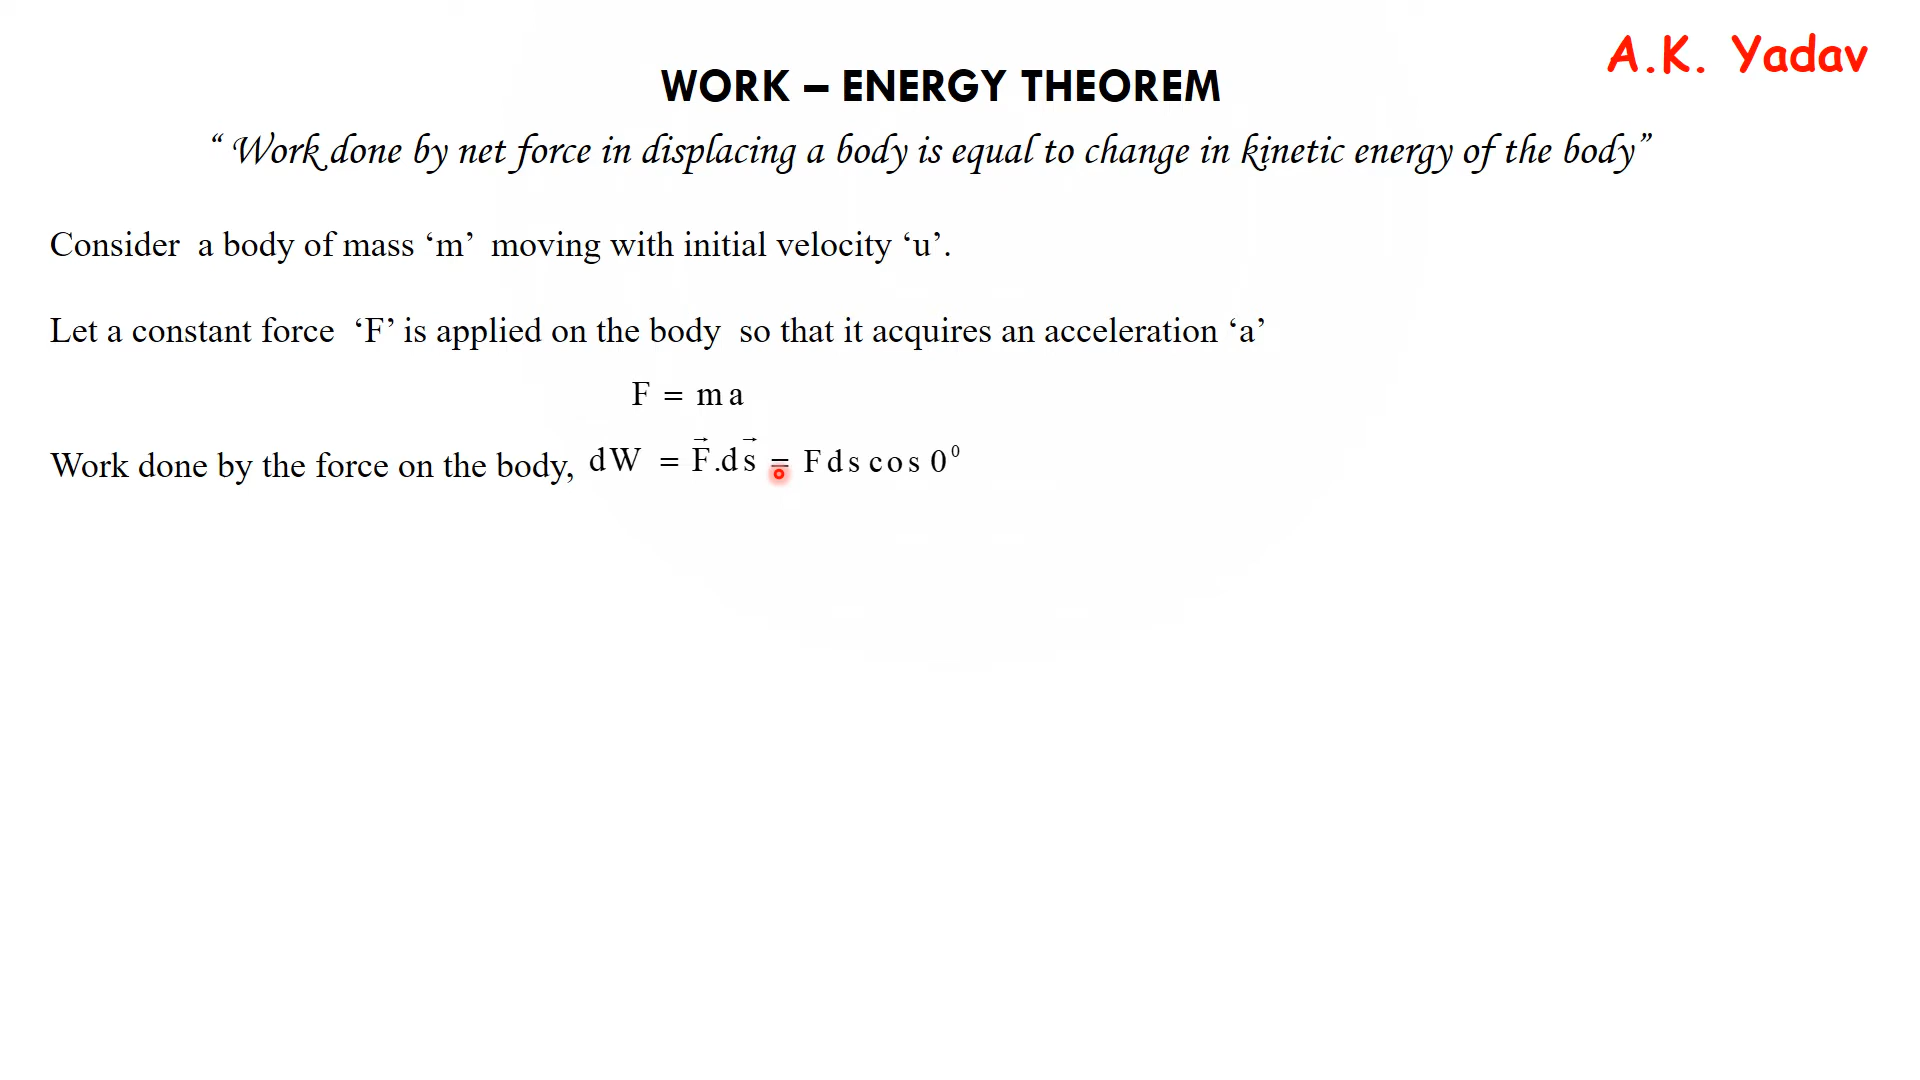 A.K. Yadav
WORK – ENERGY THEOREM
“ Work done by net force in displacing a body is equal to change in kinetic energy of the body”
Consider a body of mass ‘m’ moving with initial velocity ‘u’.
Let a constant force ‘F’ is applied on the body so that it acquires an acceleration ‘a’
F = m a
Work done by the force on the body, dW = F⃗.ds⃗ = F d s cos 0⁰